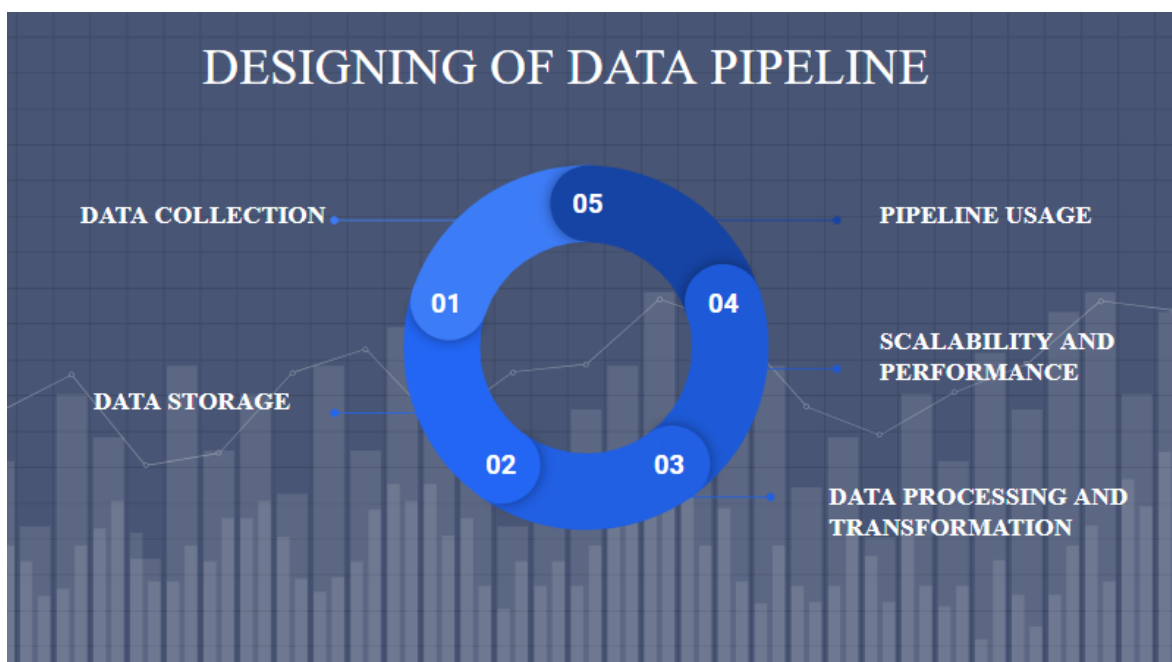 DESIGNING OF DATA PIPELINE
DATA COLLECTION
05
PIPELINE USAGE
01
04
SCALABILITY AND
PERFORMANCE
DATA STORAGE
02
03
DATA PROCESSING AND
TRANSFORMATION